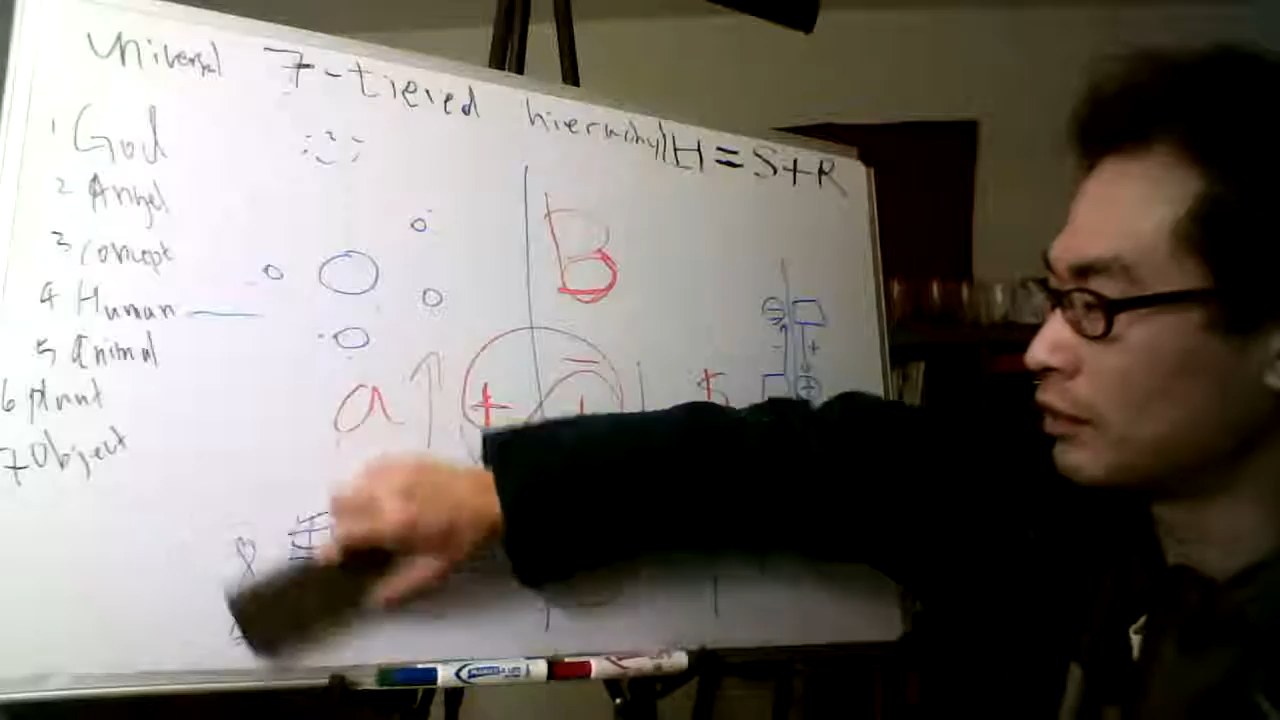 Universal 7-tiered hierarchy H = S+R
1 God
2 Angel
3 Concept
4 Human
5 Animal
6 Plant
7 Object
B
a
+
-
+